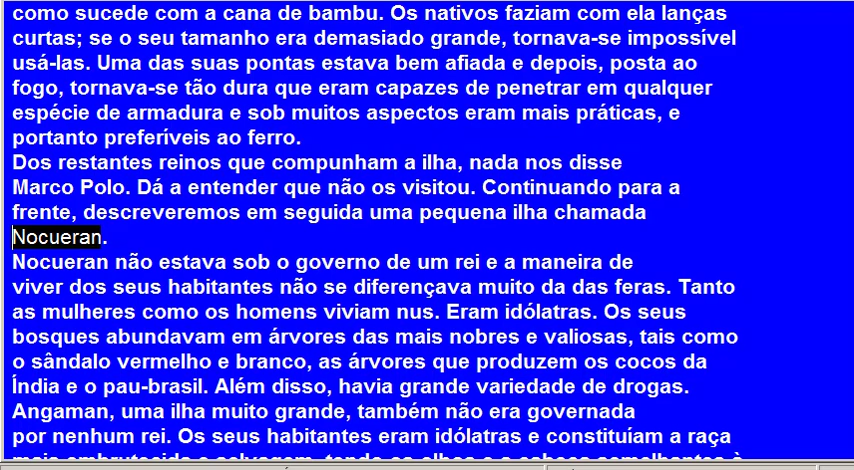 como sucede com a cana de bambu. Os nativos faziam com ela lanças
curtas; se o seu tamanho era demasiado grande, tornava-se impossível
usá-las. Uma das suas pontas estava bem afiada e depois, posta ao
fogo, tornava-se tão dura que eram capazes de penetrar em qualquer
espécie de armadura e sob muitos aspectos eram mais práticas, e
portanto preferíveis ao ferro.
Dos restantes reinos que compunham a ilha, nada nos disse
Marco Polo. Dá a entender que não os visitou. Continuando para a
frente, descreveremos em seguida uma pequena ilha chamada
Nocueran.
Nocueran não estava sob o governo de um rei e a maneira de
viver dos seus habitantes não se diferençava muito da das feras. Tanto
as mulheres como os homens viviam nus. Eram idólatras. Os seus
bosques abundavam em árvores das mais nobres e valiosas, tais como
o sândalo vermelho e branco, as árvores que produzem os cocos da
Índia e o pau-brasil. Além disso, havia grande variedade de drogas.
Angaman, uma ilha muito grande, também não era governada
por nenhum rei. Os seus habitantes eram idólatras e constituíam a raça
mais embrutecida e selvagem, tendo os olhos e a cabeça semelhantes à